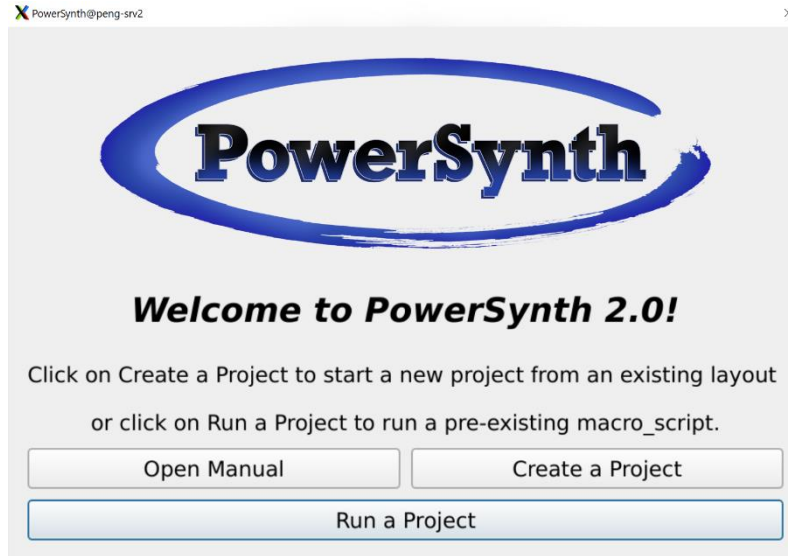 PowerSynth@peng-srv2
PowerSynth
Welcome to PowerSynth 2.0!
Click on Create a Project to start a new project from an existing layout
or click on Run a Project to run a pre-existing macro_script.
Open Manual
Create a Project
Run a Project